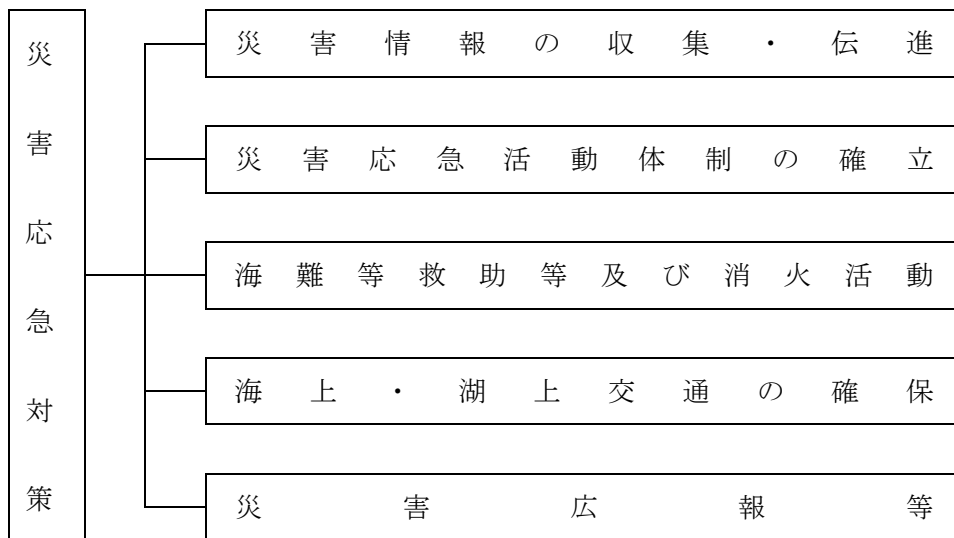 災害応急対策
災害情報の収集・伝進
災害応急活動体制の確立
海難等救助等及び消火活動
海上・湖上交通の確保
災害広報等